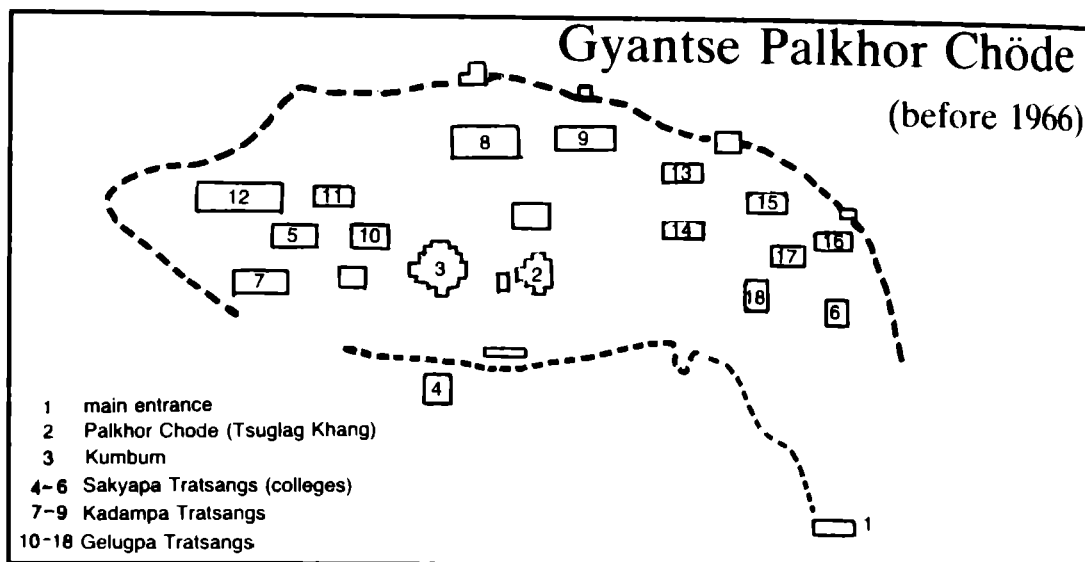 Gyantse Palkhor Chöde
(before 1966)
8
9
13
12
11
15
5
10
14
16
17
3
2
7
18
6
4
1 main entrance
2 Palkhor Chode (Tsuglag Khang)
3 Kumbum
4-6 Sakyapa Tratsangs (colleges)
7-9 Kadampa Tratsangs
10-18 Gelugpa Tratsangs
1